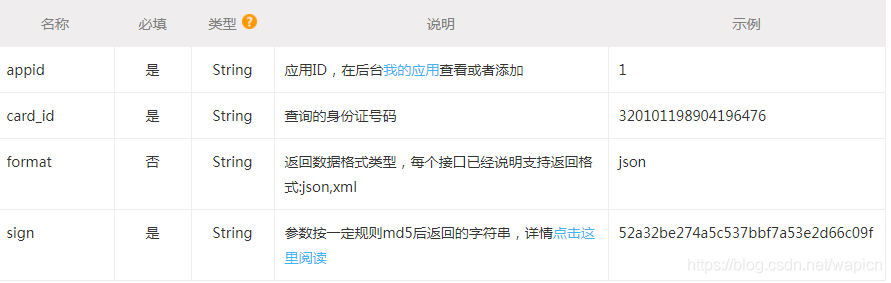 名称 必填 类型 ? 说明 示例
appid 是 String 应用ID，在后台我的应用查看或者添加 1
card_id 是 String 查询的身份证号码 320101198904196476
format 否 String 返回数据格式类型，每个接口已经说明支持返回格 json
式:json,xml
sign 是 String 参数按一定规则md5后返回的字符串，详情点击这 52a32be274a5c537bbf7a53e2d66c09f
里阅读
https://blog.csdn.net/wapicn